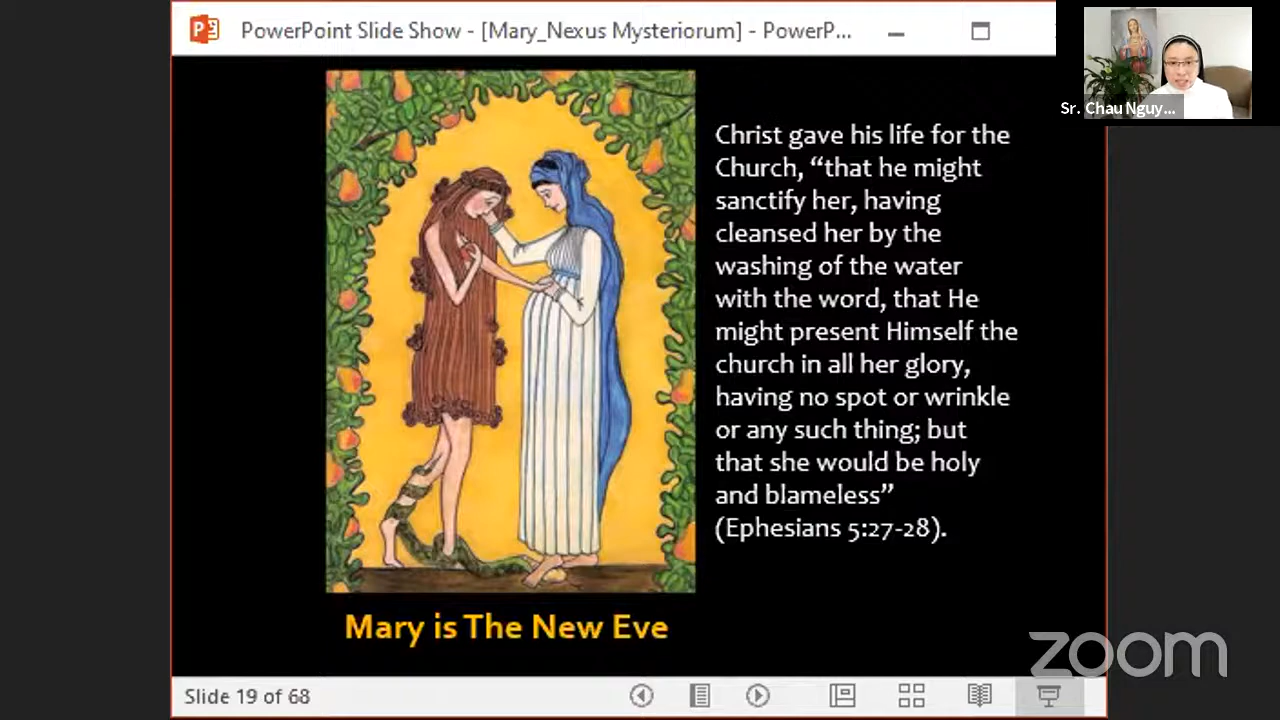 PowerPoint Slide Show - [Mary_Nexus Mysteriorum] - PowerP...
Sr. Chau Nguy...
Christ gave his life for the
Church, “that he might
sanctify her, having
cleansed her by the
washing of the water
with the word, that He
might present Himself the
church in all her glory,
having no spot or wrinkle
or any such thing; but
that she would be holy
and blameless”
(Ephesians 5:27-28).
Mary is The New Eve
zoom
Slide 19 of 68